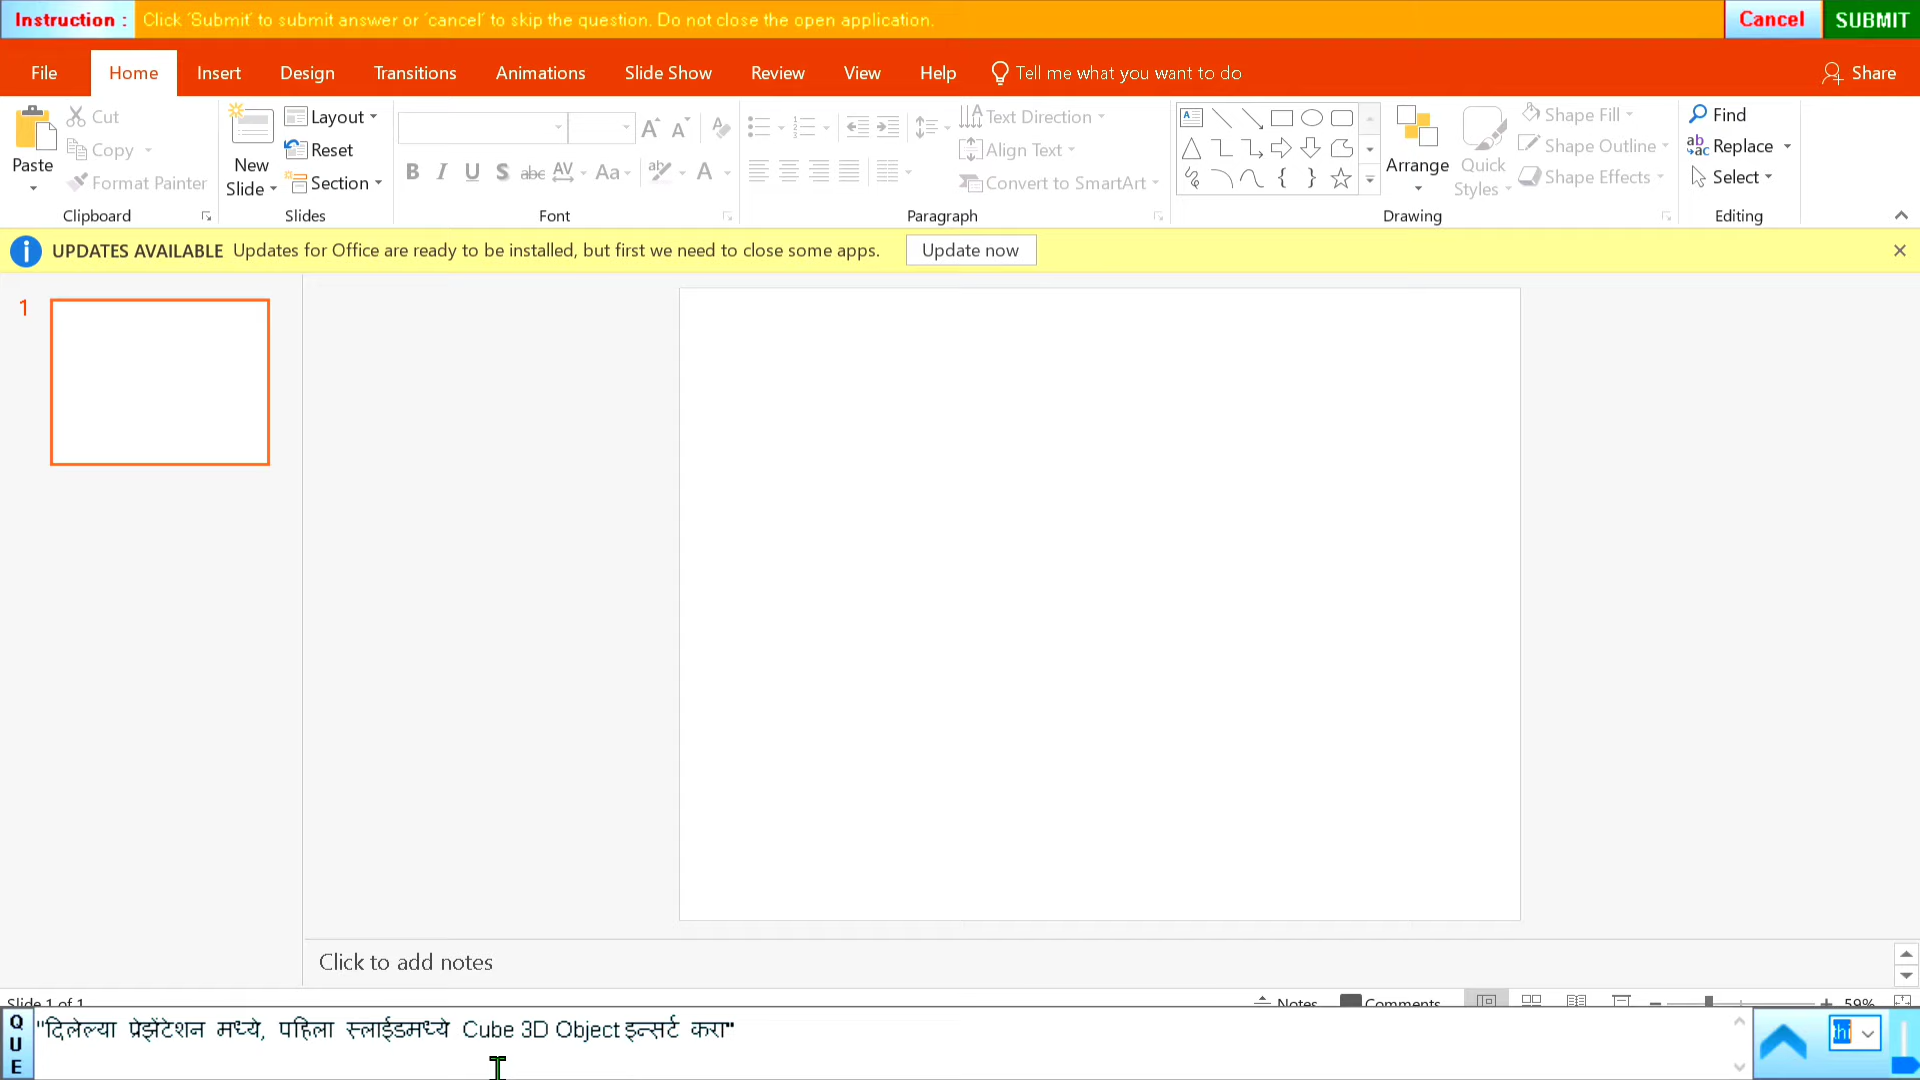 Instruction : Click 'Submit' to submit answer or 'cancel' to skip the question. Do not close the open application. Cancel SUBMIT
File Home Insert Design Transitions Animations Slide Show Review View Help Tell me what you want to do Share
Cut Layout Text Direction Shape Fill Find
Copy Reset Align Text Shape Outline Replace
Paste New Slide Section Arrange Quick Styles
Format Painter B I U S abc AV Aa A Convert to SmartArt Shape Effects Select
Clipboard Slides Font Paragraph Drawing Editing
UPDATES AVAILABLE Updates for Office are ready to be installed, but first we need to close some apps. Update now
1
Click to add notes
Slide 1 of 1 Notes Comments 59%
QUE "दिलेल्या प्रेझेंटेशन मध्ये, पहिला स्लाईडमध्ये Cube 3D Object इन्सर्ट करा"